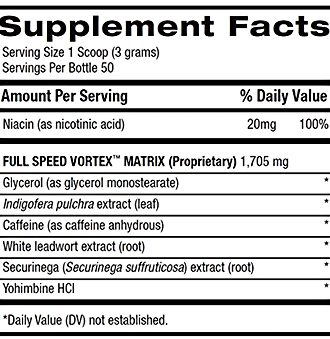 Supplement Facts
Serving Size 1 Scoop (3 grams)
Servings Per Bottle 50
Amount Per Serving % Daily Value
Niacin (as nicotinic acid) 20mg 100%
FULL SPEED VORTEX™ MATRIX (Proprietary) 1,705 mg
Glycerol (as glycerol monostearate) *
Indigofera pulchra extract (leaf) *
Caffeine (as caffeine anhydrous) *
White leadwort extract (root) *
Securinega (Securinega suffruticosa) extract (root) *
Yohimbine HCl *
*Daily Value (DV) not established.